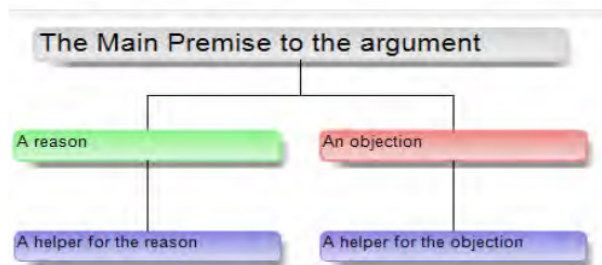 The Main Premise to the argument
A reason
An objection
A helper for the reason
A helper for the objection